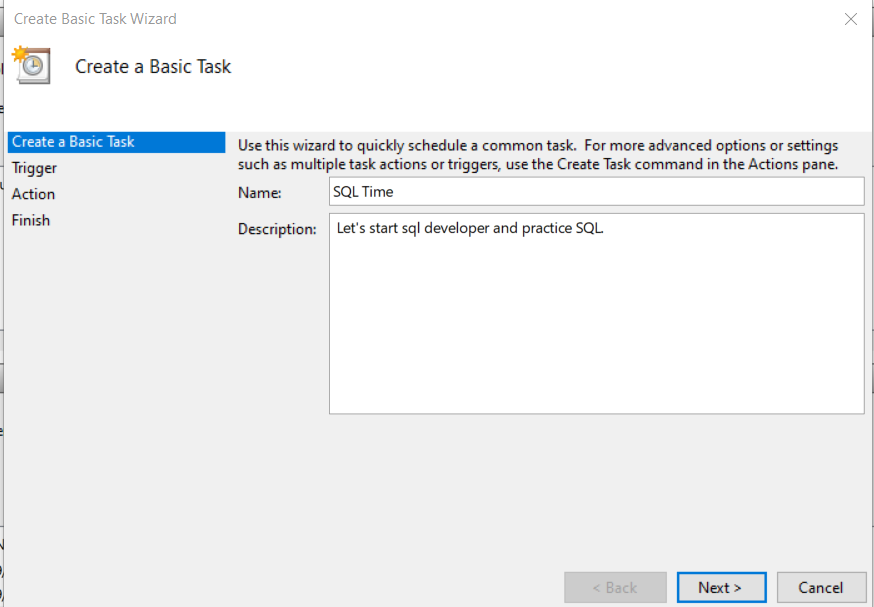 Create Basic Task Wizard
Create a Basic Task
Create a Basic Task
Trigger
Action
Finish
Use this wizard to quickly schedule a common task.  For more advanced options or settings
such as multiple task actions or triggers, use the Create Task command in the Actions pane.
Name:
SQL Time
Description:
Let's start sql developer and practice SQL.
< Back
Next >
Cancel